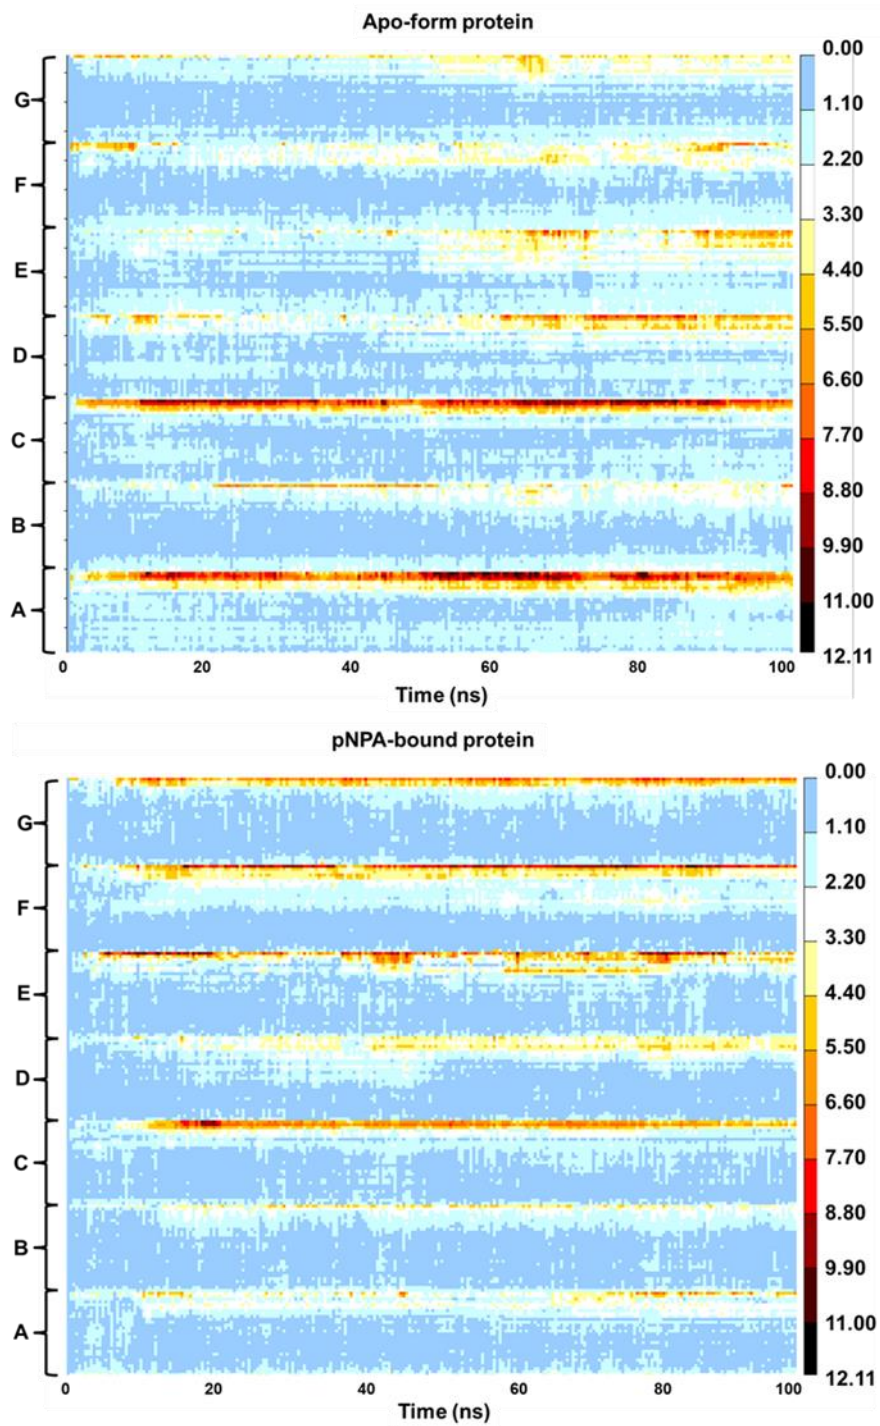 Apo-form protein
0.00
G
1.10
2.20
F
3.30
E
4.40
5.50
D
6.60
C
7.70
8.80
B
9.90
A
11.00
12.11
0 20 40 60 80 100
Time (ns)
pNPA-bound protein
0.00
G
1.10
2.20
F
3.30
E
4.40
5.50
D
6.60
C
7.70
8.80
B
9.90
A
11.00
12.11
0 20 40 60 80 100
Time (ns)